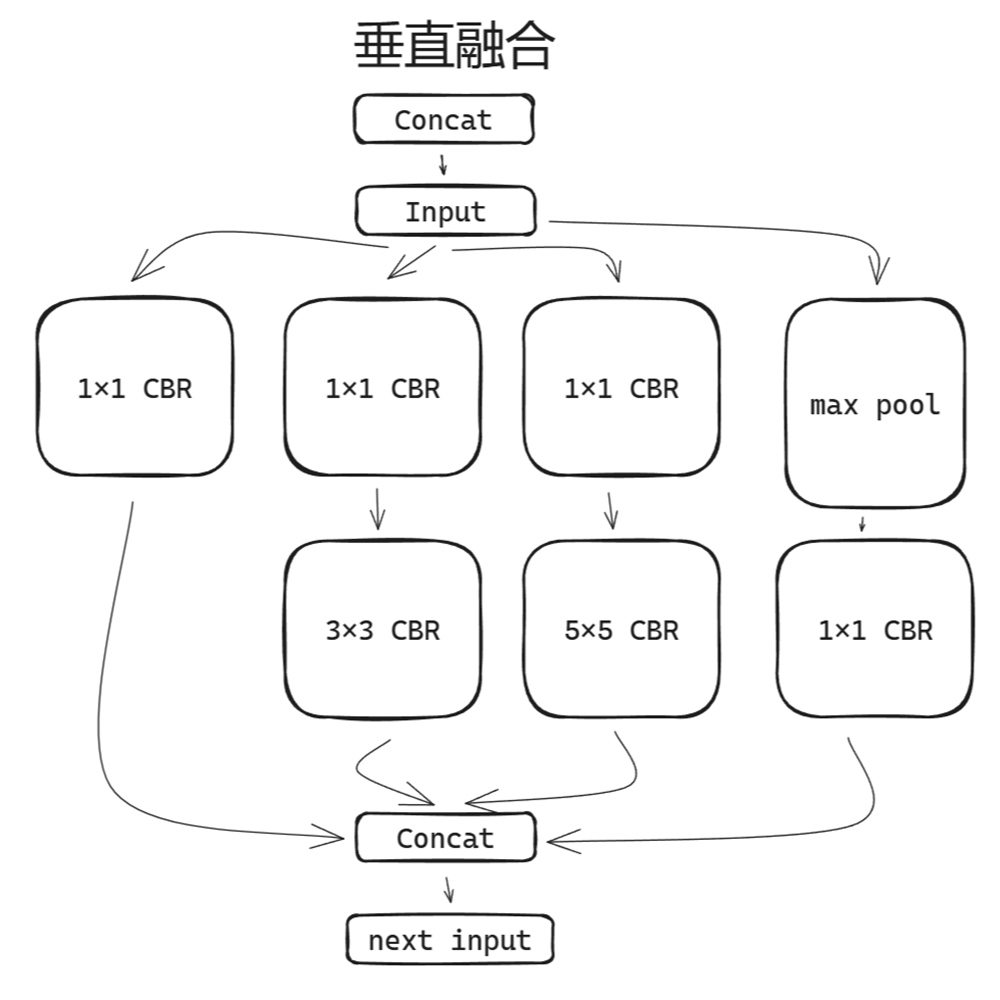 垂直融合
Concat
Input
1×1 CBR
1×1 CBR
1×1 CBR
max pool
3×3 CBR
5×5 CBR
1×1 CBR
Concat
next input